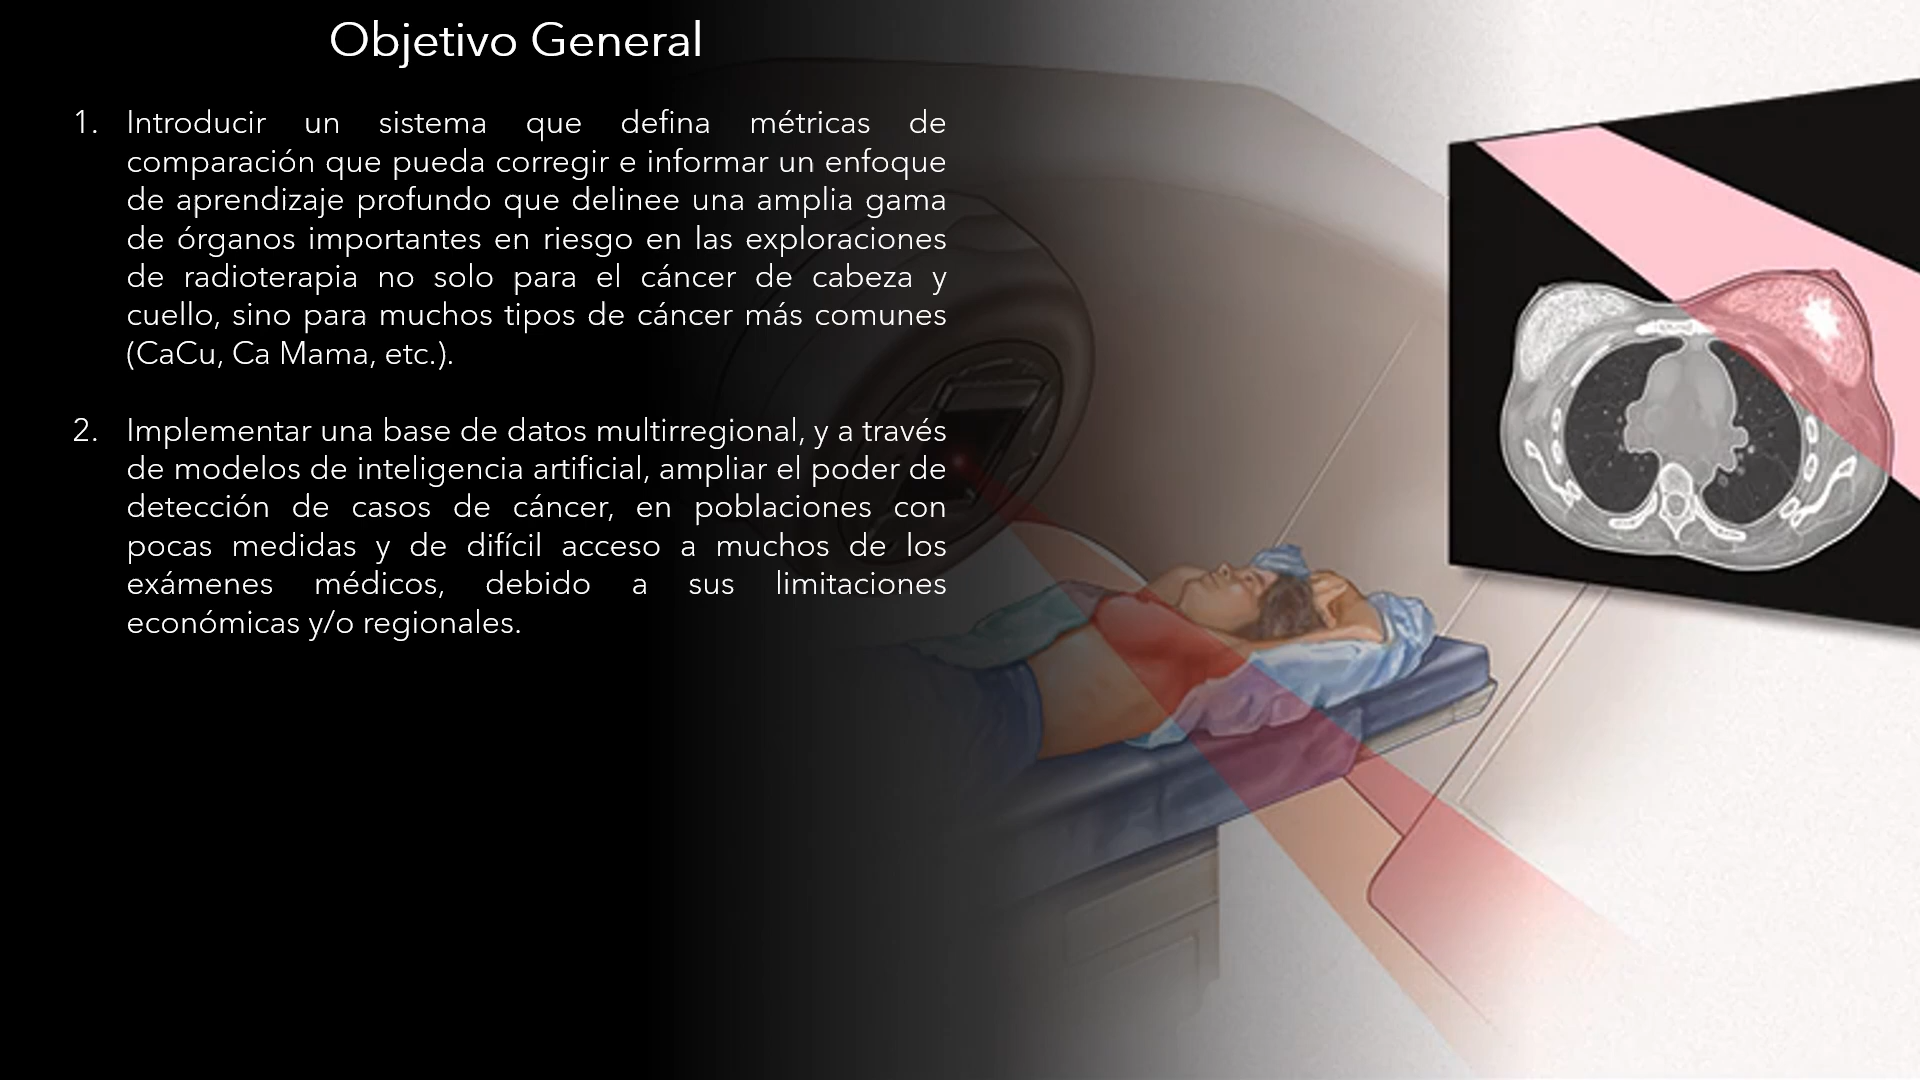 Objetivo General
1. Introducir un sistema que defina métricas de
comparación que pueda corregir e informar un enfoque
de aprendizaje profundo que delinee una amplia gama
de órganos importantes en riesgo en las exploraciones
de radioterapia no solo para el cáncer de cabeza y
cuello, sino para muchos tipos de cáncer más comunes
(CaCu, Ca Mama, etc.).
2. Implementar una base de datos multirregional, y a través
de modelos de inteligencia artificial, ampliar el poder de
detección de casos de cáncer, en poblaciones con
pocas medidas y de difícil acceso a muchos de los
exámenes médicos, debido a sus limitaciones
económicas y/o regionales.